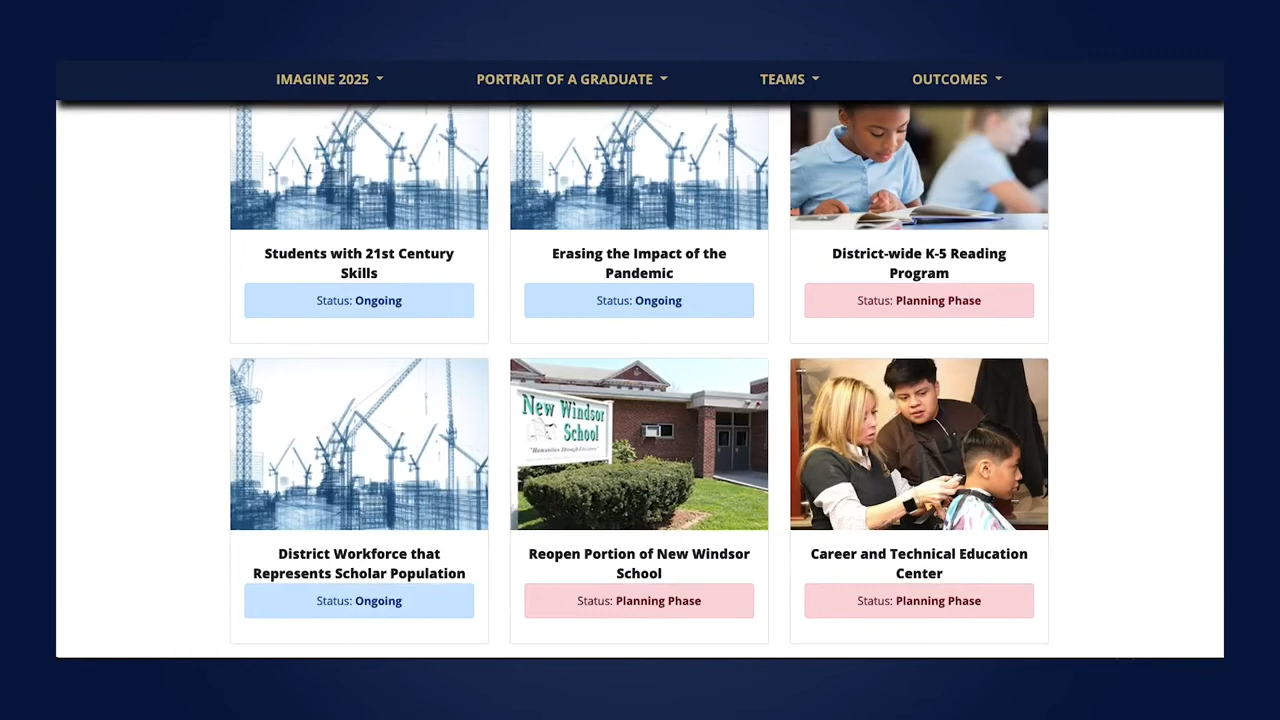 IMAGINE 2025
PORTRAIT OF A GRADUATE
TEAMS
OUTCOMES
Students with 21st Century
Skills
Status: Ongoing
Erasing the Impact of the
Pandemic
Status: Ongoing
District-wide K-5 Reading
Program
Status: Planning Phase
District Workforce that
Represents Scholar Population
Status: Ongoing
New Windsor
School
Reopen Portion of New Windsor
School
Status: Planning Phase
Career and Technical Education
Center
Status: Planning Phase